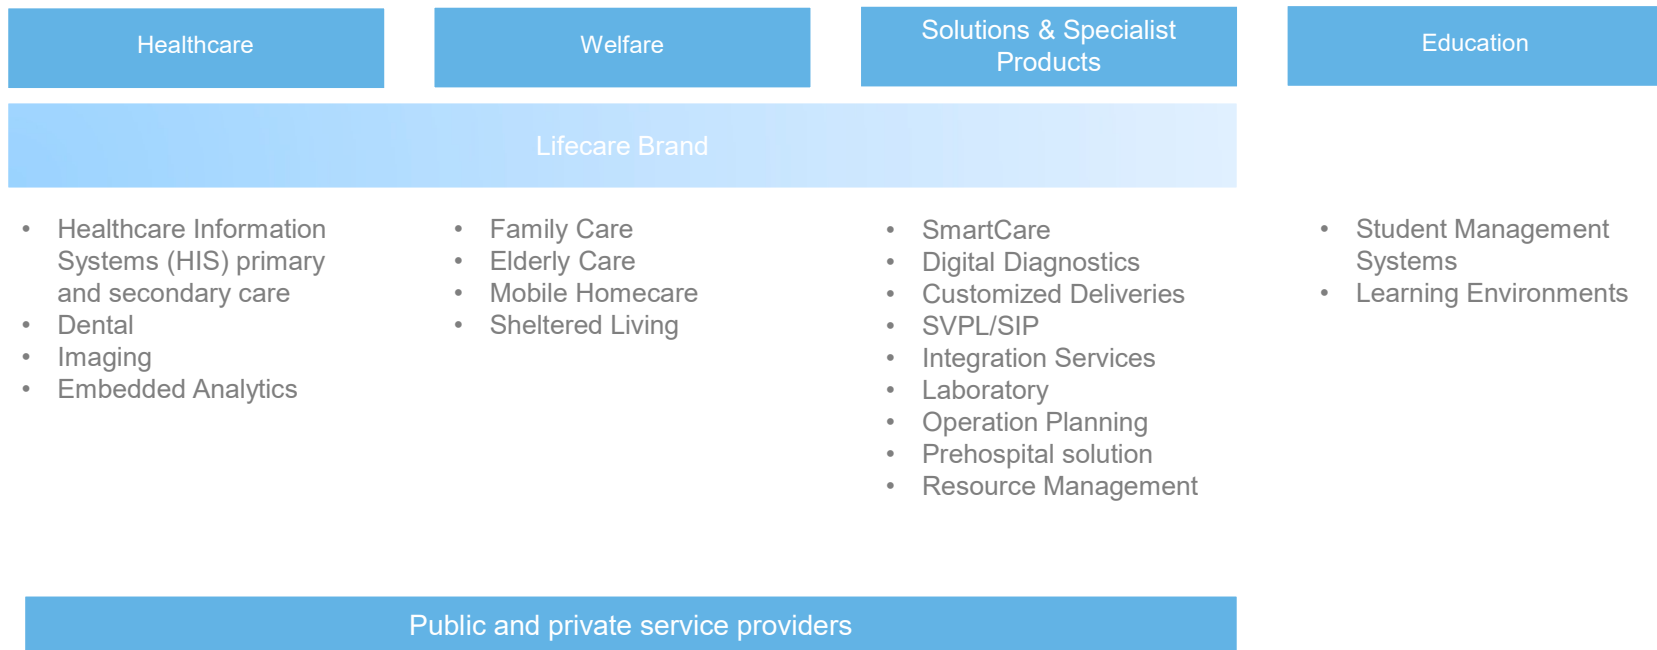 Healthcare
Welfare
Solutions & Specialist
Products
Education
Lifecare Brand
• Healthcare Information
Systems (HIS) primary
and secondary care
• Dental
• Imaging
• Embedded Analytics
• Family Care
• Elderly Care
• Mobile Homecare
• Sheltered Living
• SmartCare
• Digital Diagnostics
• Customized Deliveries
• SVPL/SIP
• Integration Services
• Laboratory
• Operation Planning
• Prehospital solution
• Resource Management
• Student Management
Systems
• Learning Environments
Public and private service providers